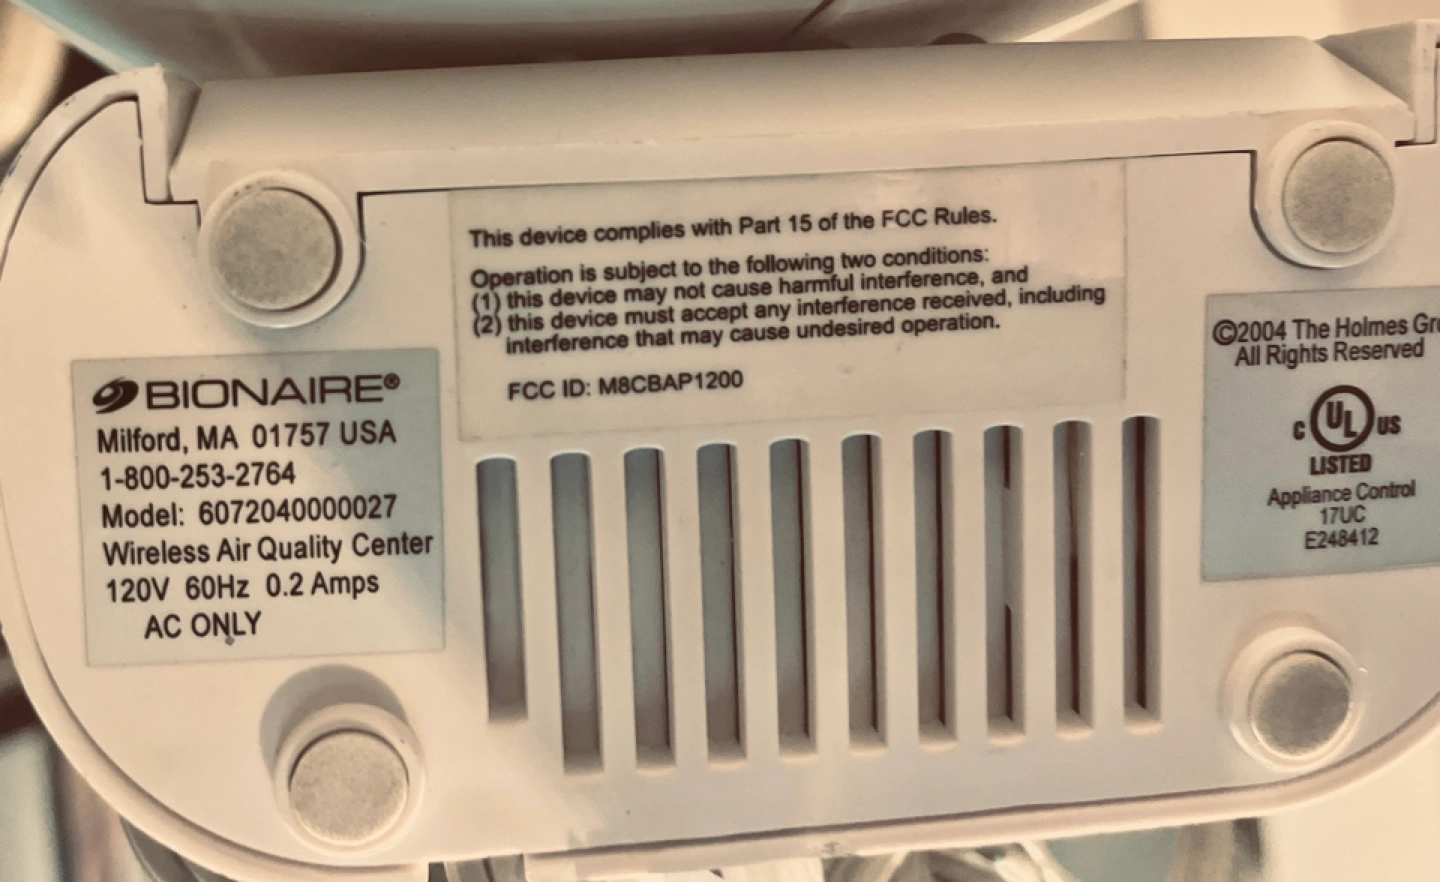 This device complies with Part 15 of the FCC Rules.
Operation is subject to the following two conditions:
(1) this device may not cause harmful interference, and
(2) this device must accept any interference received, including
interference that may cause undesired operation.
FCC ID: M8CBAP1200
BIONAIRE®
Milford, MA 01757 USA
1-800-253-2764
Model: 6072040000027
Wireless Air Quality Center
120V 60Hz 0.2 Amps
AC ONLY
©2004 The Holmes
All Rights Reserved
C UL US
LISTED
Appliance Control
17UC
E248412